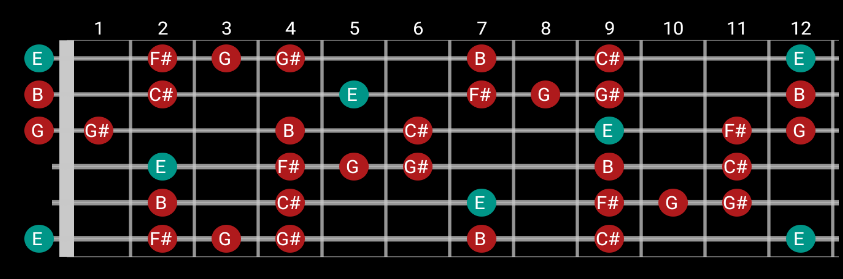 1 2 3 4 5 6 7 8 9 10 11 12
E F# G G# B C# E
B C# E F# G G# B
G G# B C# E F# G
E F# G G# B C#
B C# E F# G G#
E F# G G# B C# E